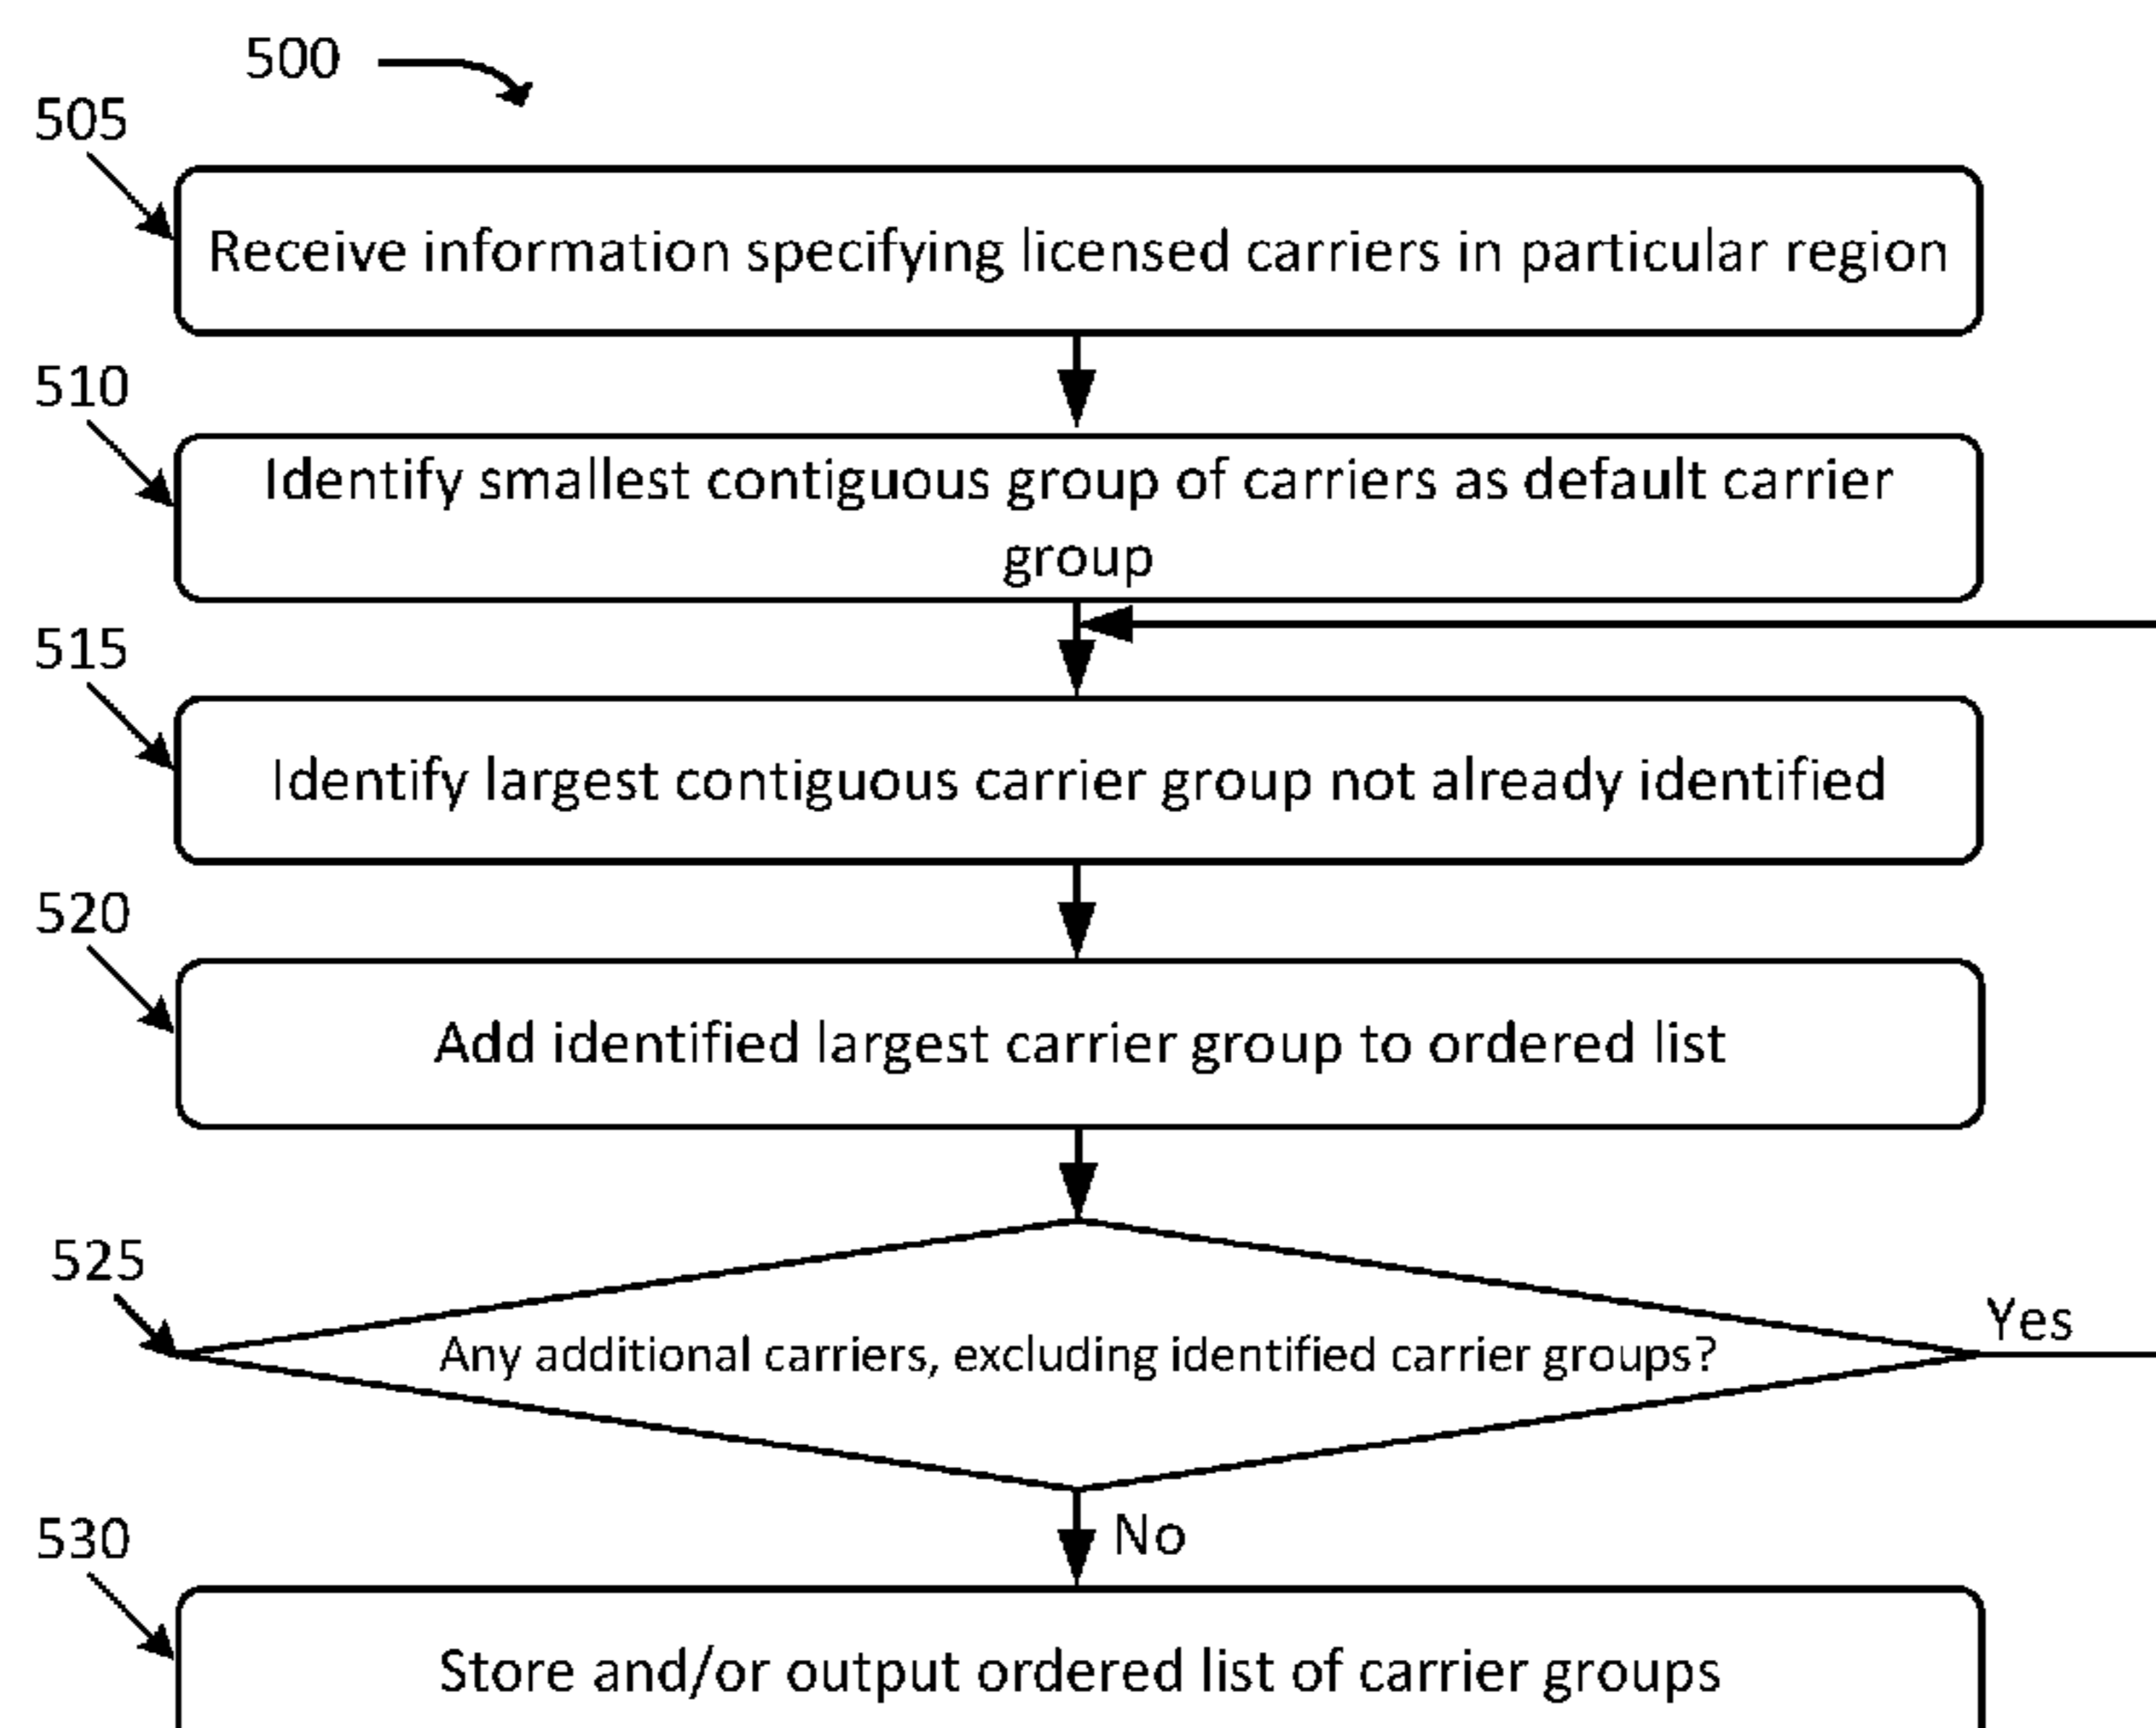 500
505
Receive information specifying licensed carriers in particular region
510
Identify smallest contiguous group of carriers as default carrier
group
515
Identify largest contiguous carrier group not already identified
520
Add identified largest carrier group to ordered list
525
Any additional carriers, excluding identified carrier groups?
Yes
No
530
Store and/or output ordered list of carrier groups